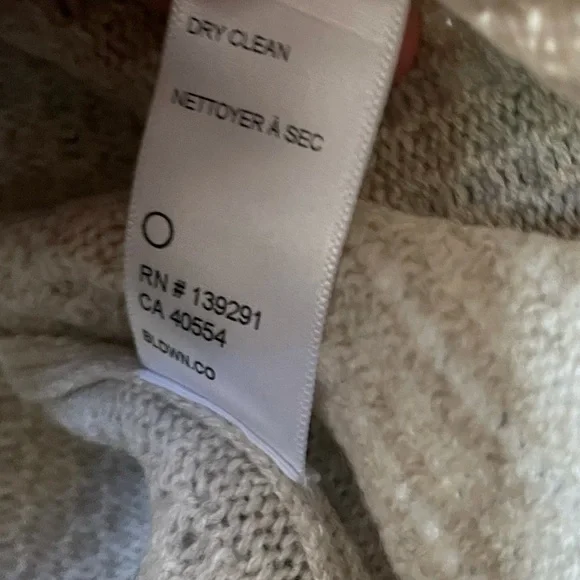 DRY CLEAN
NETTOYER À SEC
RN # 139291
CA 40554
BLDWN.CO